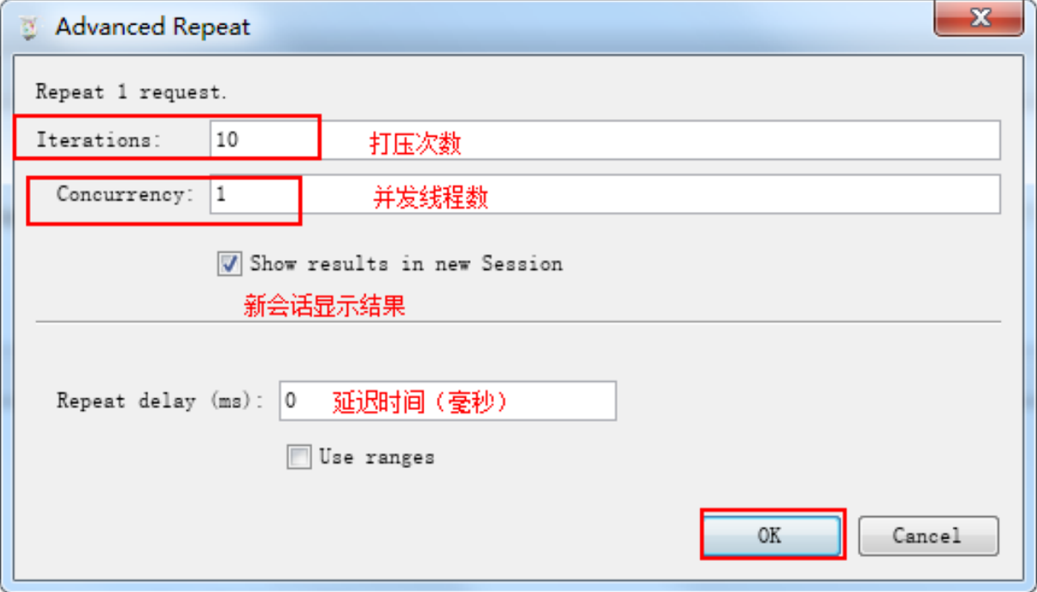 Advanced Repeat
Repeat 1 request.
Iterations: 10 打压次数
Concurrency: 1 并发线程数
Show results in new Session
新会话显示结果
Repeat delay (ms): 0 延迟时间（毫秒）
Use ranges
OK Cancel